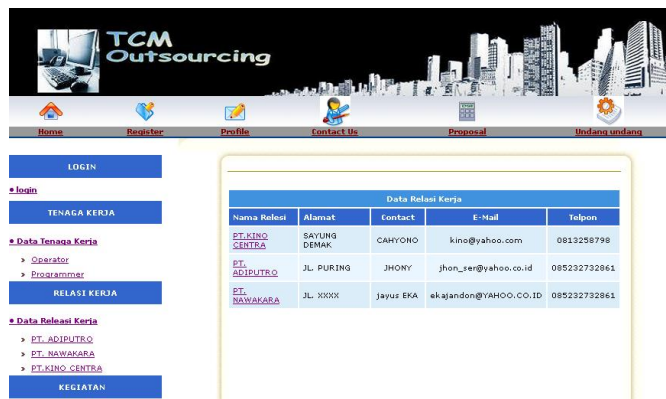 TCM
Outsourcing
Home Register Profile Contact Us Proposal Undang undang
LOGIN
login
TENAGA KERJA
Data Tenaga Kerja
Operator
Programmer
RELASI KERJA
Data Releasi Kerja
PT. ADIPUTRO
PT. NAWAKARA
PT.KINO CENTRA
KEGIATAN
Data Relasi Kerja
Nama Relesi Alamat Contact E-Mail Telpon
PT.KINO CENTRA SAYUNG DEMAK CAHYONO kino@yahoo.com 0813258798
PT. ADIPUTRO JL. PURING JHONY jhon_ser@yahoo.co.id 085232732861
PT. NAWAKARA JL. XXXX jayus EKA ekajandon@YAHOO.CO.ID 085232732861